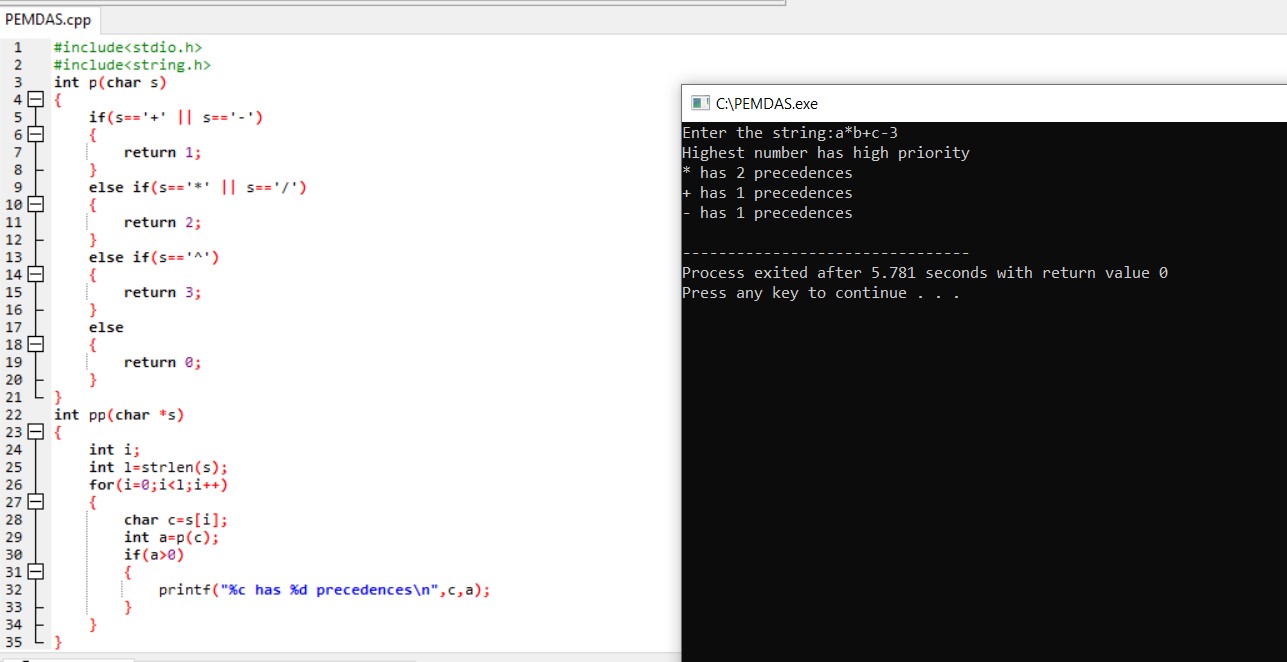 PEMDAS.cpp
1 #include<stdio.h>
2 #include<string.h>
3 int p(char s)
4 {
5 if(s=='+' || s=='-')
6 {
7 return 1;
8 }
9 else if(s=='*' || s=='/')
10 {
11 return 2;
12 }
13 else if(s=='^')
14 {
15 return 3;
16 }
17 else
18 {
19 return 0;
20 }
21 }
22 int pp(char *s)
23 {
24 int i;
25 int l=strlen(s);
26 for(i=0;i<l;i++)
27 {
28 char c=s[i];
29 int a=p(c);
30 if(a>0)
31 {
32 printf("%c has %d precedences\n",c,a);
33 }
34 }
35 }
C:\PEMDAS.exe
Enter the string:a*b+c-3
Highest number has high priority
* has 2 precedences
+ has 1 precedences
- has 1 precedences
--------------------------------
Process exited after 5.781 seconds with return value 0
Press any key to continue . . .